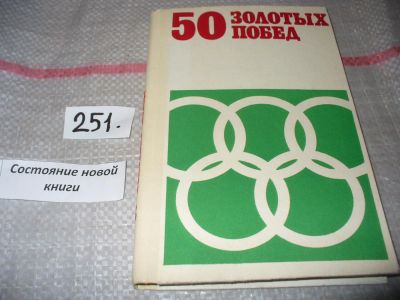 50 ЗОЛОТЫХ
ПОБЕД
251.
Состояние новой
книги